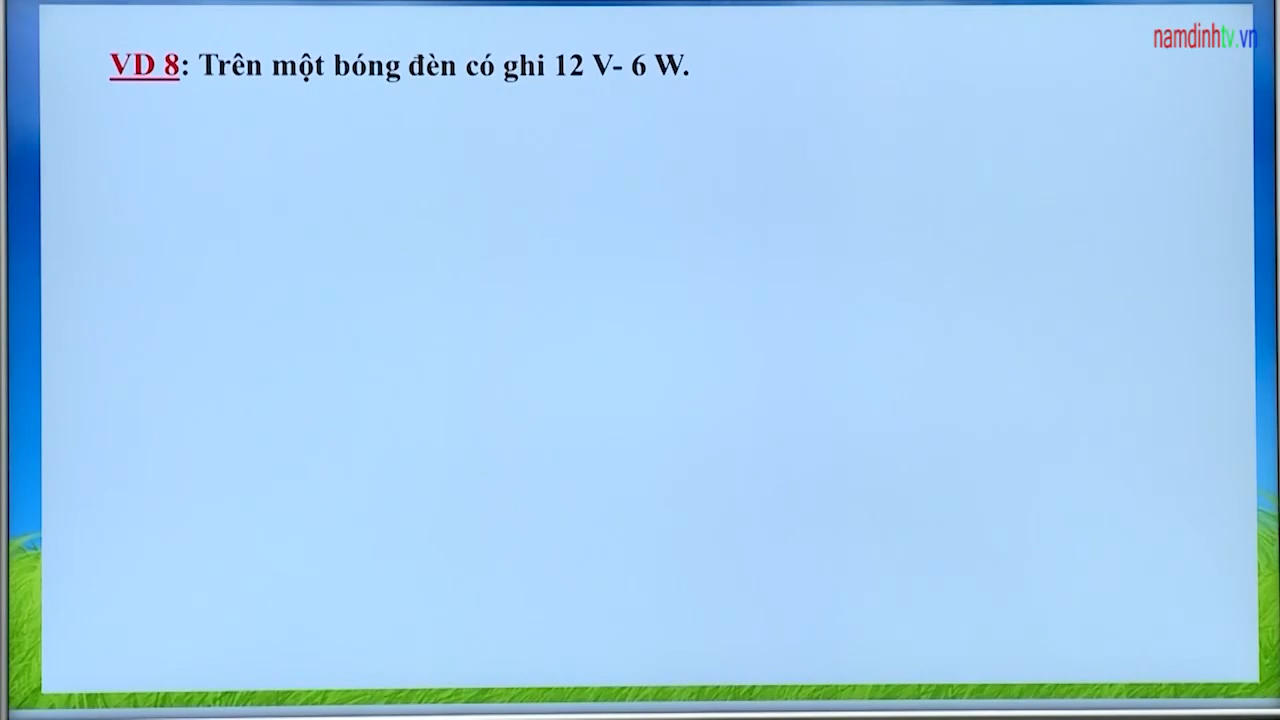 namdinhtv.vn
VD 8: Trên một bóng đèn có ghi 12 V- 6 W.